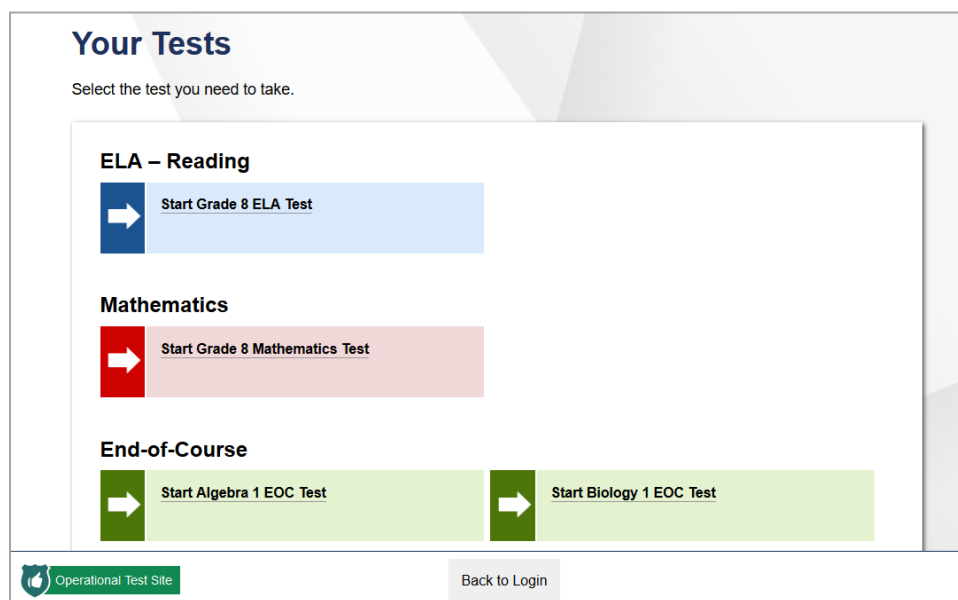 Your Tests
Select the test you need to take.
ELA – Reading
Start Grade 8 ELA Test
Mathematics
Start Grade 8 Mathematics Test
End-of-Course
Start Algebra 1 EOC Test
Start Biology 1 EOC Test
Operational Test Site
Back to Login